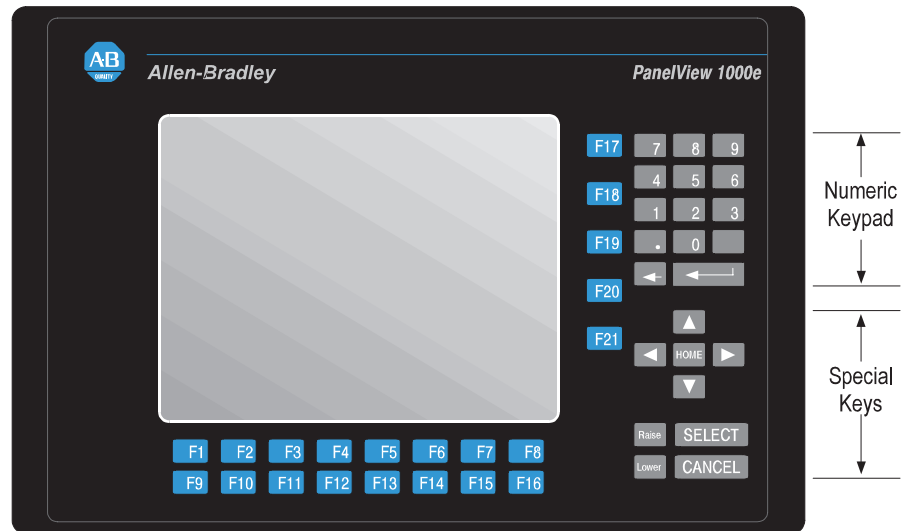 AB
QUALITY
Allen-Bradley
PanelView 1000e
F17
7 8 9
4 5 6
F18
1 2 3
F19
. 0
F20
F21
HOME
Numeric
Keypad
Special
Keys
Raise SELECT
Lower CANCEL
F1 F2 F3 F4 F5 F6 F7 F8
F9 F10 F11 F12 F13 F14 F15 F16